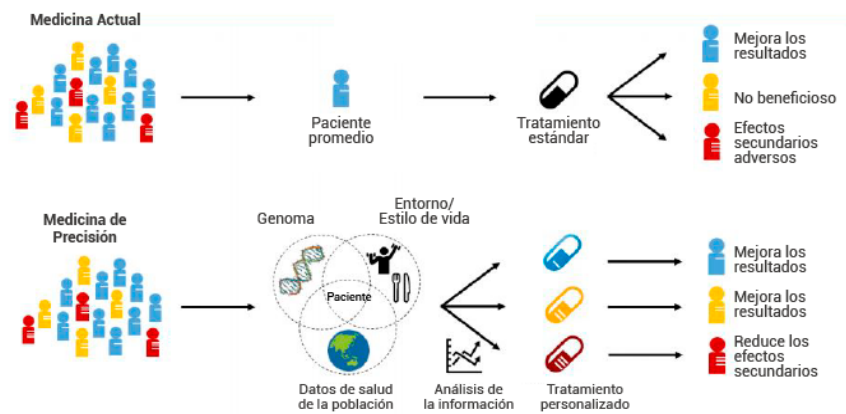 Medicina Actual
Paciente
promedio
Tratamiento
estándar
Mejora los
resultados
No beneficioso
Efectos
secundarios
adversos
Medicina de
Precisión
Genoma
Entorno/
Estilo de vida
Paciente
Datos de salud
de la población
Análisis de
la información
Tratamiento
personalizado
Mejora los
resultados
Mejora los
resultados
Reduce los
efectos
secundarios